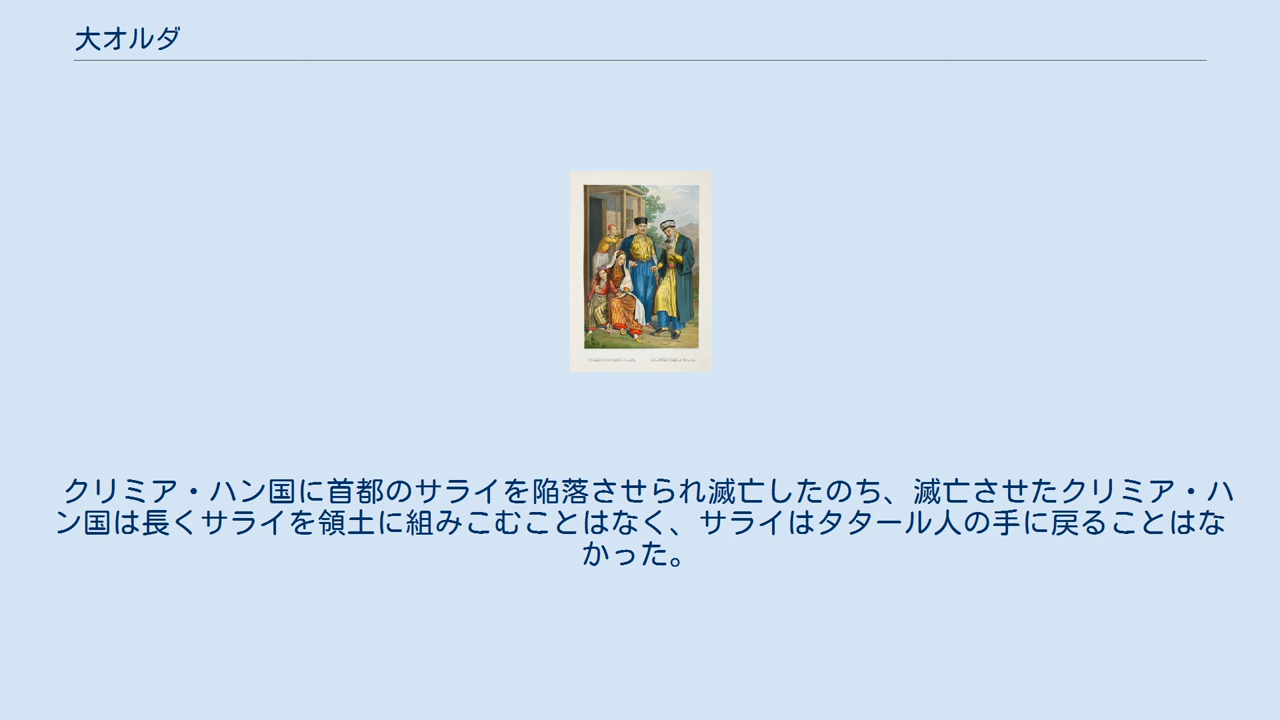 大オルダ
クリミア・ハン国に首都のサライを陥落させられ滅亡したのち、滅亡させたクリミア・ハ
ン国は長くサライを領土に組みこむことはなく、サライはタタール人の手に戻ることはな
かった。